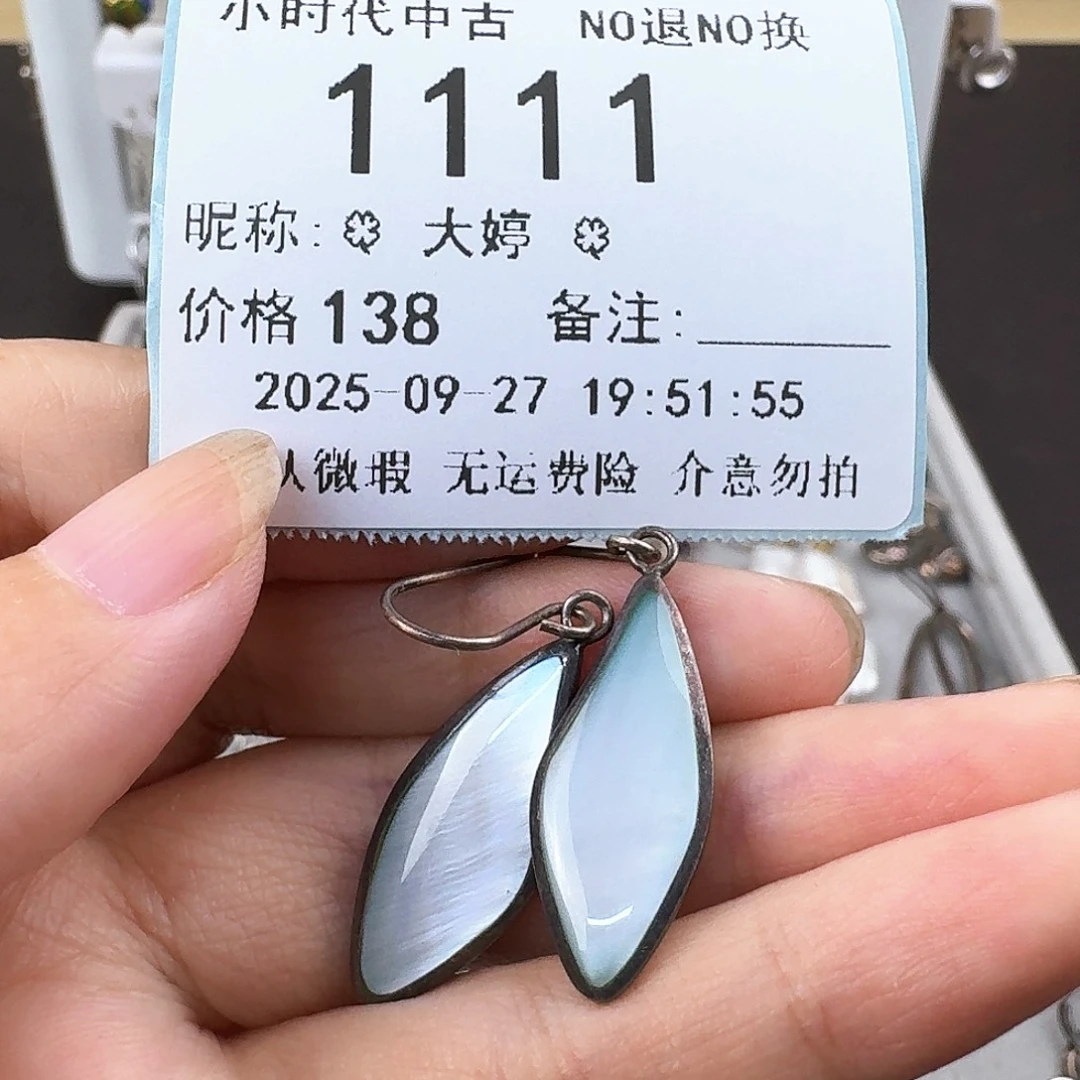 小时代中古 NO退NO换
1111
昵称: 🍀 大婷 🍀
价格 138 备注:
2025-09-27 19:51:55
人微瑕 无运费险 介意勿拍